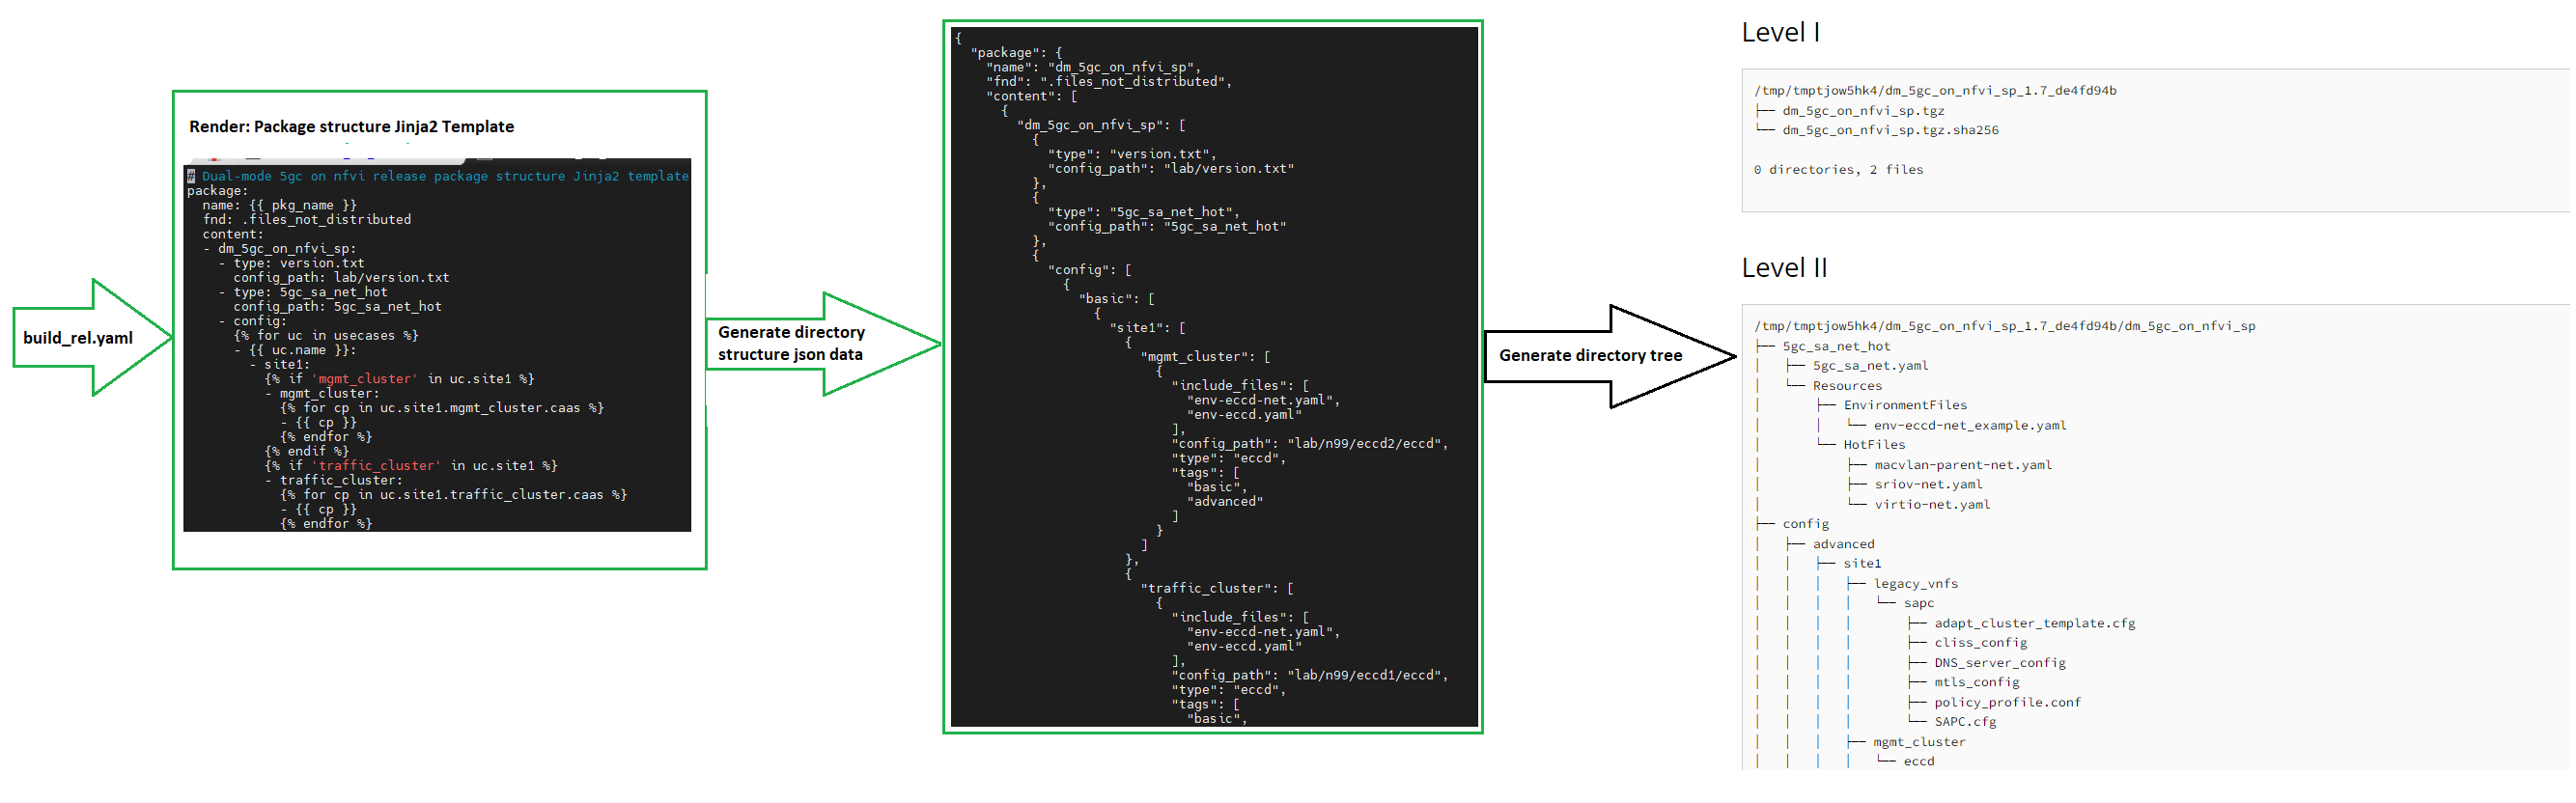 build_rel.yaml
Render: Package structure Jinja2 Template
# Dual-mode 5gc on nfvi release package structure Jinja2 template
package:
  name: {{ pkg_name }}
  fnd: .files_not_distributed
  content:
  - dm_5gc_on_nfvi_sp:
    - type: version.txt
      config_path: lab/version.txt
    - type: 5gc_sa_net_hot
      config_path: 5gc_sa_net_hot
    - config:
      {% for uc in usecases %}
      - {{ uc.name }}:
        - site1:
          {% if 'mgmt_cluster' in uc.site1 %}
          - mgmt_cluster:
            {% for cp in uc.site1.mgmt_cluster.caas %}
            - {{ cp }}
            {% endfor %}
          {% endif %}
          {% if 'traffic_cluster' in uc.site1 %}
          - traffic_cluster:
            {% for cp in uc.site1.traffic_cluster.caas %}
            - {{ cp }}
            {% endfor %}
Generate directory
structure json data
{
  "package": {
    "name": "dm_5gc_on_nfvi_sp",
    "fnd": ".files_not_distributed",
    "content": [
      {
        "dm_5gc_on_nfvi_sp": [
          {
            "type": "version.txt",
            "config_path": "lab/version.txt"
          },
          {
            "type": "5gc_sa_net_hot",
            "config_path": "5gc_sa_net_hot"
          },
          {
            "config": [
              {
                "basic": [
                  {
                    "site1": [
                      {
                        "mgmt_cluster": [
                          {
                            "include_files": [
                              "env-eccd-net.yaml",
                              "env-eccd.yaml"
                            ],
                            "config_path": "lab/n99/eccd2/eccd",
                            "type": "eccd",
                            "tags": [
                              "basic",
                              "advanced"
                            ]
                          }
                        ]
                      },
                      {
                        "traffic_cluster": [
                          {
                            "include_files": [
                              "env-eccd-net.yaml",
                              "env-eccd.yaml"
                            ],
                            "config_path": "lab/n99/eccd1/eccd",
                            "type": "eccd",
                            "tags": [
                              "basic",
Generate directory tree
Level I
/tmp/tmptjow5hk4/dm_5gc_on_nfvi_sp_1.7_de4fd94b
├── dm_5gc_on_nfvi_sp.tgz
└── dm_5gc_on_nfvi_sp.tgz.sha256
0 directories, 2 files
Level II
/tmp/tmptjow5hk4/dm_5gc_on_nfvi_sp_1.7_de4fd94b/dm_5gc_on_nfvi_sp
├── 5gc_sa_net_hot
│   ├── 5gc_sa_net.yaml
│   └── Resources
│       ├── EnvironmentFiles
│       │   └── env-eccd-net_example.yaml
│       └── HotFiles
│           ├── macvlan-parent-net.yaml
│           ├── sriov-net.yaml
│           └── virtio-net.yaml
├── config
│   ├── advanced
│   │   ├── site1
│   │   │   ├── legacy_vnfs
│   │   │   │   └── sapc
│   │   │   │       ├── adapt_cluster_template.cfg
│   │   │   │       ├── cliss_config
│   │   │   │       ├── DNS_server_config
│   │   │   │       ├── mtls_config
│   │   │   │       ├── policy_profile.conf
│   │   │   │       └── SAPC.cfg
│   │   │   ├── mgmt_cluster
│   │   │   │   └── eccd